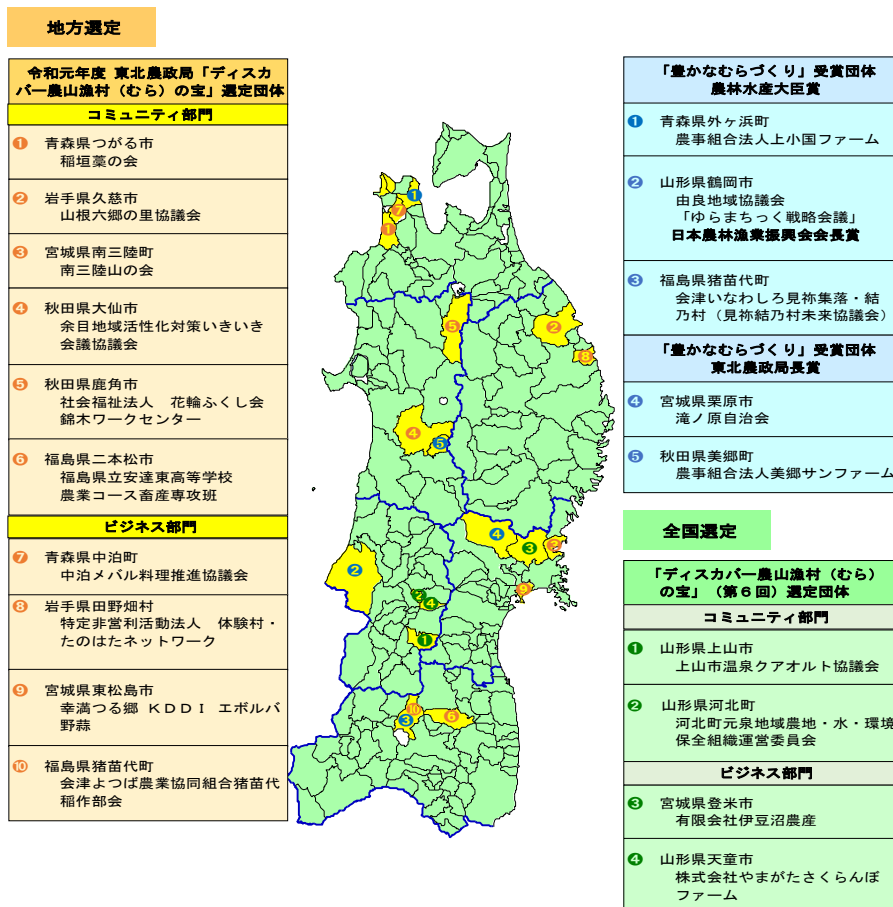 地方選定
令和元年度 東北農政局「ディスカ
バー農山漁村（むら）の宝」選定団体
コミュニティ部門
❶ 青森県つがる市
稲垣藁の会
❷ 岩手県久慈市
山根六郷の里協議会
❸ 宮城県南三陸町
南三陸山の会
❹ 秋田県大仙市
余目地域活性化対策いきいき
会議協議会
❺ 秋田県鹿角市
社会福祉法人　花輪ふくし会
錦木ワークセンター
❻ 福島県二本松市
福島県立安達東高等学校
農業コース畜産専攻班
ビジネス部門
❼ 青森県中泊町
中泊メバル料理推進協議会
❽ 岩手県田野畑村
特定非営利活動法人　体験村・
たのはたネットワーク
❾ 宮城県東松島市
幸満つる郷 ＫＤＤＩ エボルバ
野蒜
❿ 福島県猪苗代町
会津よつば農業協同組合猪苗代
稲作部会
❶
❼
❶
❺
❷
❽
❹
❺
❹
❸
❷
❾
❷
❹
❶
❿
❸
❻
「豊かなむらづくり」受賞団体
農林水産大臣賞
❶ 青森県外ヶ浜町
農事組合法人上小国ファーム
❷ 山形県鶴岡市
由良地域協議会
「ゆらまちっく戦略会議」
日本農林漁業振興会会長賞
❸ 福島県猪苗代町
会津いなわしろ見祢集落・結
乃村（見祢結乃村未来協議会）
「豊かなむらづくり」受賞団体
東北農政局長賞
❹ 宮城県栗原市
滝ノ原自治会
❺ 秋田県美郷町
農事組合法人美郷サンファーム
全国選定
「ディスカバー農山漁村（むら）
の宝」（第６回）選定団体
コミュニティ部門
❶ 山形県上山市
上山市温泉クアオルト協議会
❷ 山形県河北町
河北町元泉地域農地・水・環境
保全組織運営委員会
ビジネス部門
❸ 宮城県登米市
有限会社伊豆沼農産
❹ 山形県天童市
株式会社やまがたさくらんぼ
ファーム